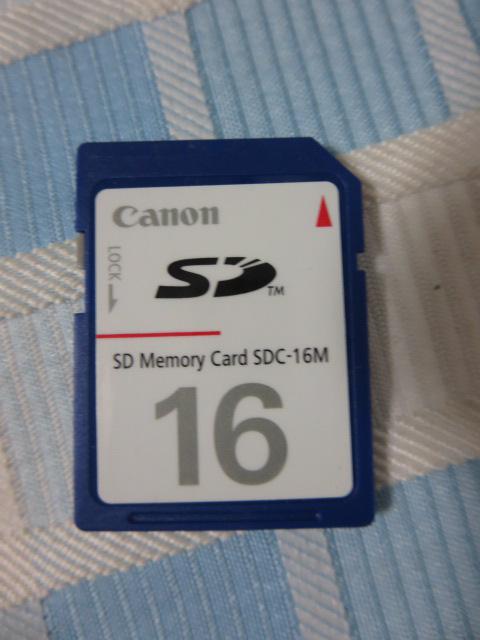 Canon
LOCK
SD
TM
SD Memory Card SDC-16M
16